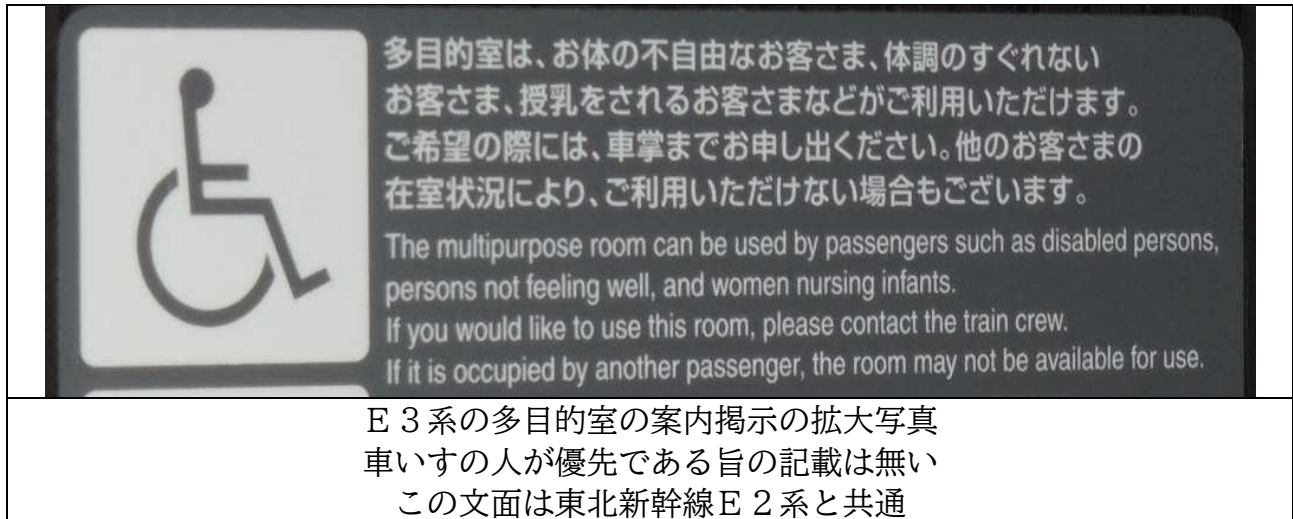 多目的室は、お体の不自由なお客さま、体調のすぐれない
お客さま、授乳をされるお客さまなどがご利用いただけます。
ご希望の際には、車掌までお申し出ください。他のお客さまの
在室状況により、ご利用いただけない場合もございます。
The multipurpose room can be used by passengers such as disabled persons,
persons not feeling well, and women nursing infants.
If you would like to use this room, please contact the train crew.
If it is occupied by another passenger, the room may not be available for use.
Ｅ３系の多目的室の案内掲示の拡大写真
車いすの人が優先である旨の記載は無い
この文面は東北新幹線Ｅ２系と共通